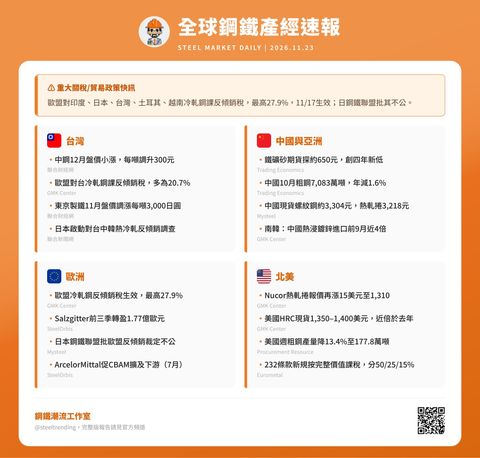 全球鋼鐵產經速報
STEEL MARKET DAILY | 2026.11.23
⚠ 重大關稅/貿易政策快訊
歐盟對印度、日本、台灣、土耳其、越南冷軋鋼課反傾銷稅，最高27.9%，11/17生效；日鋼鐵聯盟批其不公。
台灣
• 中鋼12月盤價小漲，每噸調升300元
聯合財經網
• 歐盟對台冷軋鋼課反傾銷稅，多為20.7%
GMK Center
• 東京製鐵11月盤價調漲每噸3,000日圓
聯合財經網
• 日本啟動對台中韓熱冷軋反傾銷調查
聯合新聞網
中國與亞洲
• 鐵礦砂期貨探約650元，創四年新低
Trading Economics
• 中國10月粗鋼7,083萬噸，年減1.6%
Trading Economics
• 中國現貨螺紋鋼約3,304元，熱軋捲3,218元
Mysteel
• 南韓：中國熱浸鍍鋅進口前9月近4倍
GMK Center
歐洲
• 歐盟冷軋鋼反傾銷稅生效，最高27.9%
GMK Center
• Salzgitter前三季轉盈1.77億歐元
SteelOrbis
• 日本鋼鐵聯盟批歐盟反傾銷裁定不公
Mysteel
• ArcelorMittal促CBAM擴及下游（7月）
SteelOrbis
北美
• Nucor熱軋捲報價再漲15美元至1,310
GMK Center
• 美國HRC現貨1,350–1,400美元，近倍於去年
GMK Center
• 美國週粗鋼產量降13.4%至177.8萬噸
Procurement Resource
• 232條款新規按完整價值課稅，分50/25/15%
Eurometal
鋼鐵潮流工作室
@steeltrending，完整版報告請見官方頻道